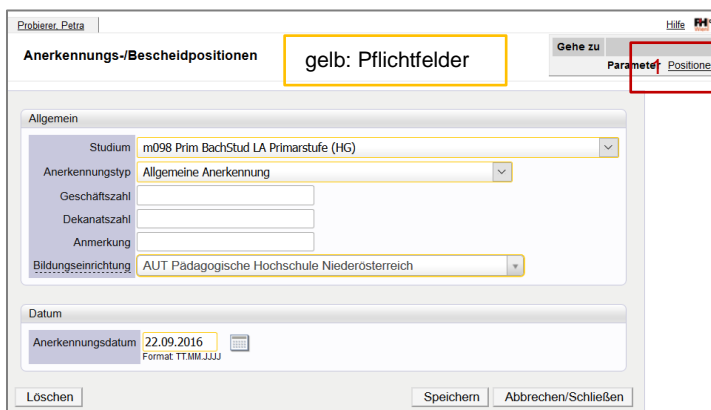 Probierer, Petra
Hilfe
Anerkennungs-/Bescheidpositionen
gelb: Pflichtfelder
Gehe zu
Parameter
1
Positione
Allgemein
Studium m098 Prim BachStud LA Primarstufe (HG)
Anerkennungstyp Allgemeine Anerkennung
Geschäftszahl
Dekanatszahl
Anmerkung
Bildungseinrichtung AUT Pädagogische Hochschule Niederösterreich
Datum
Anerkennungsdatum 22.09.2016
Format: TT.MM.JJJJ
Löschen Speichern Abbrechen/Schließen